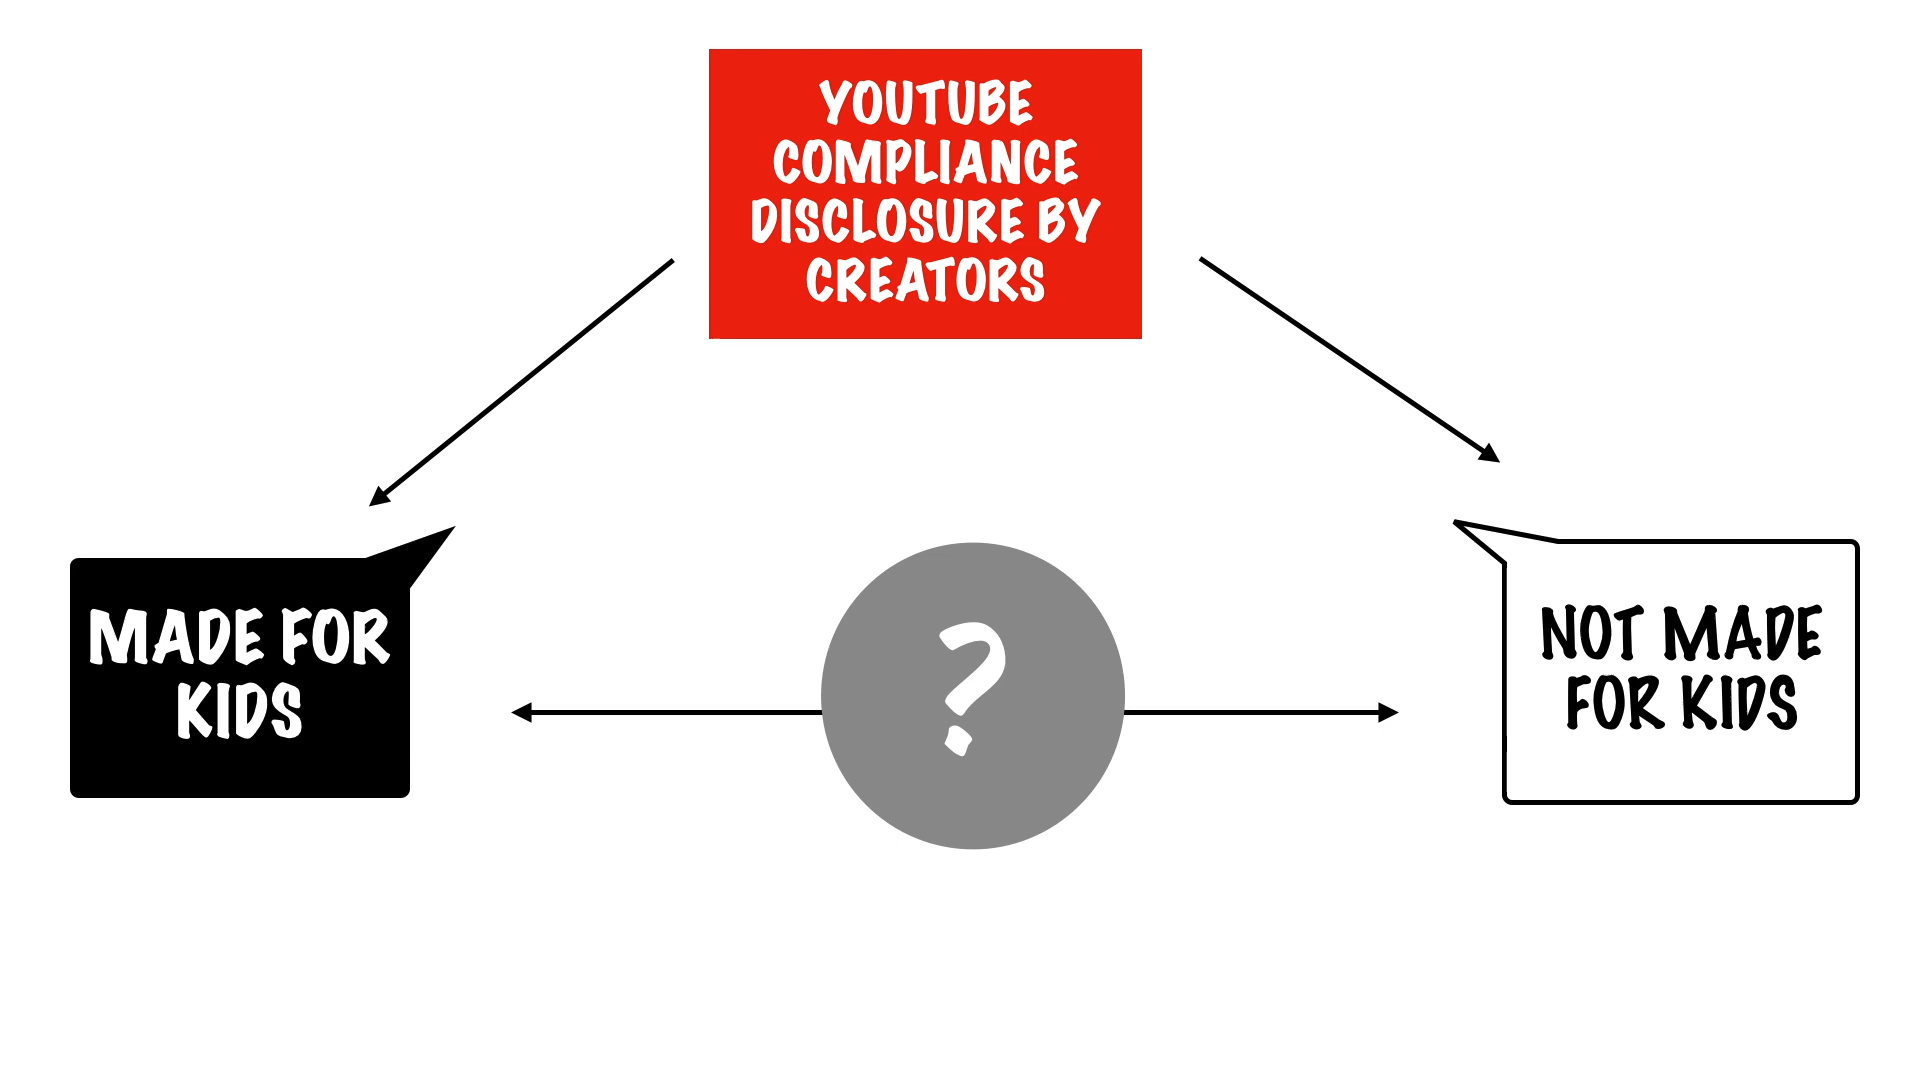 YOUTUBE
COMPLIANCE
DISCLOSURE BY
CREATORS
MADE FOR
KIDS
?
NOT MADE
FOR KIDS